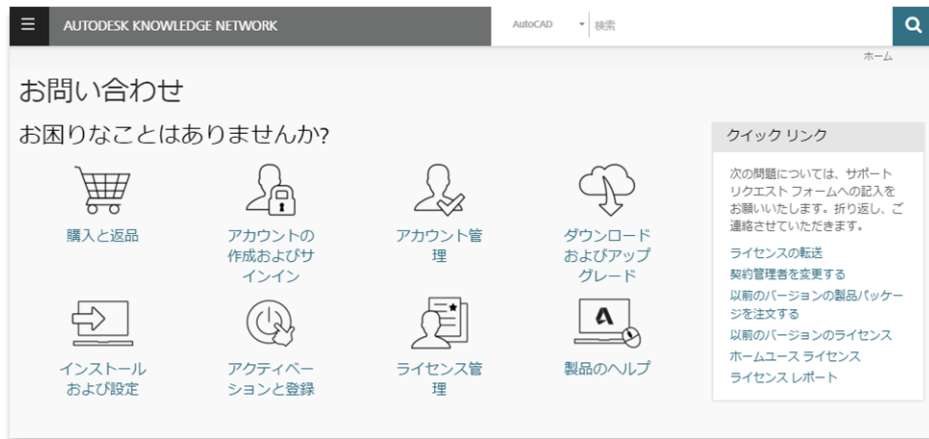 AUTODESK KNOWLEDGE NETWORK
AutoCAD
検索
ホーム
お問い合わせ
お困りなことはありませんか?
購入と返品
アカウントの
作成およびサ
インイン
アカウント管
理
ダウンロード
およびアップ
グレード
インストール
および設定
アクティベー
ションと登録
ライセンス管
理
製品のヘルプ
クイック リンク
次の問題については、サポート
リクエスト フォームへの記入を
お願いいたします。折り返し、ご
連絡させていただきます。
ライセンスの転送
契約管理者を変更する
以前のバージョンの製品パッケー
ジを注文する
以前のバージョンのライセンス
ホームユース ライセンス
ライセンス レポート